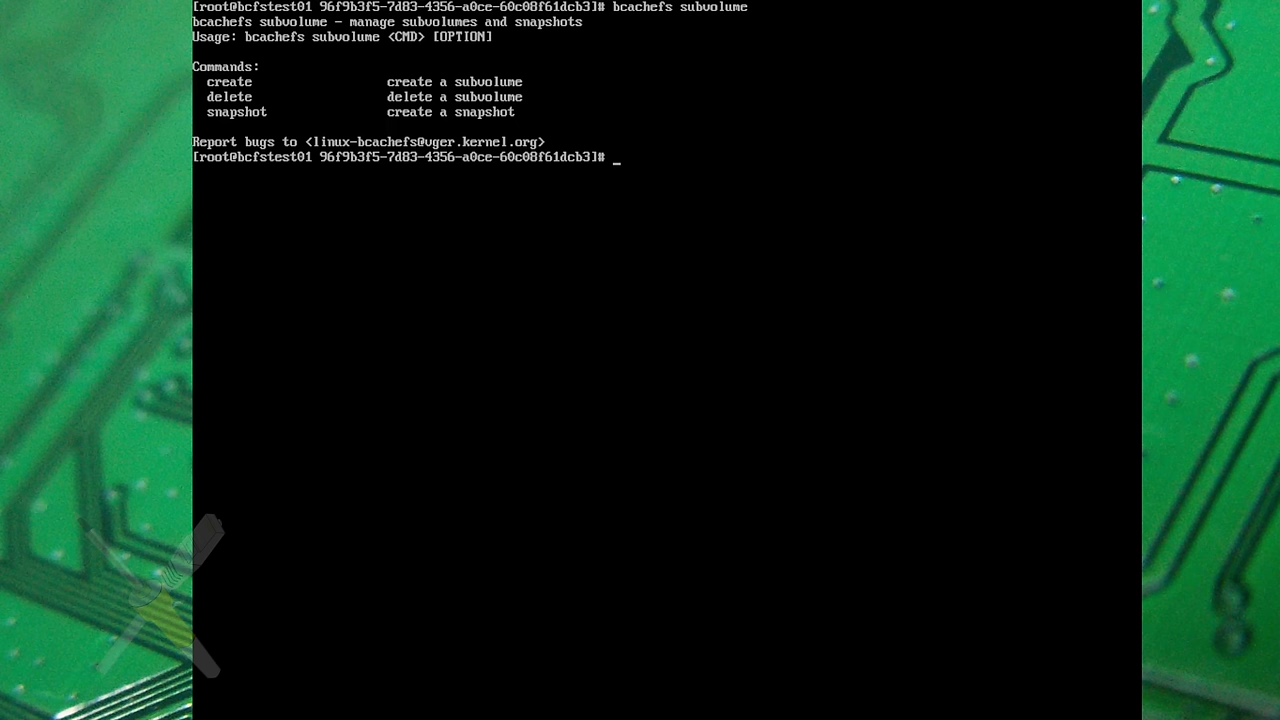 [root@bcfstest01 96f9b3f5-7d83-4356-a0ce-60c08f61dcb3]# bcachefs subvolume
bcachefs subvolume - manage subvolumes and snapshots
Usage: bcachefs subvolume <CMD> [OPTION]
Commands:
create create a subvolume
delete delete a subvolume
snapshot create a snapshot
Report bugs to <linux-bcachefs@vger.kernel.org>
[root@bcfstest01 96f9b3f5-7d83-4356-a0ce-60c08f61dcb3]# _